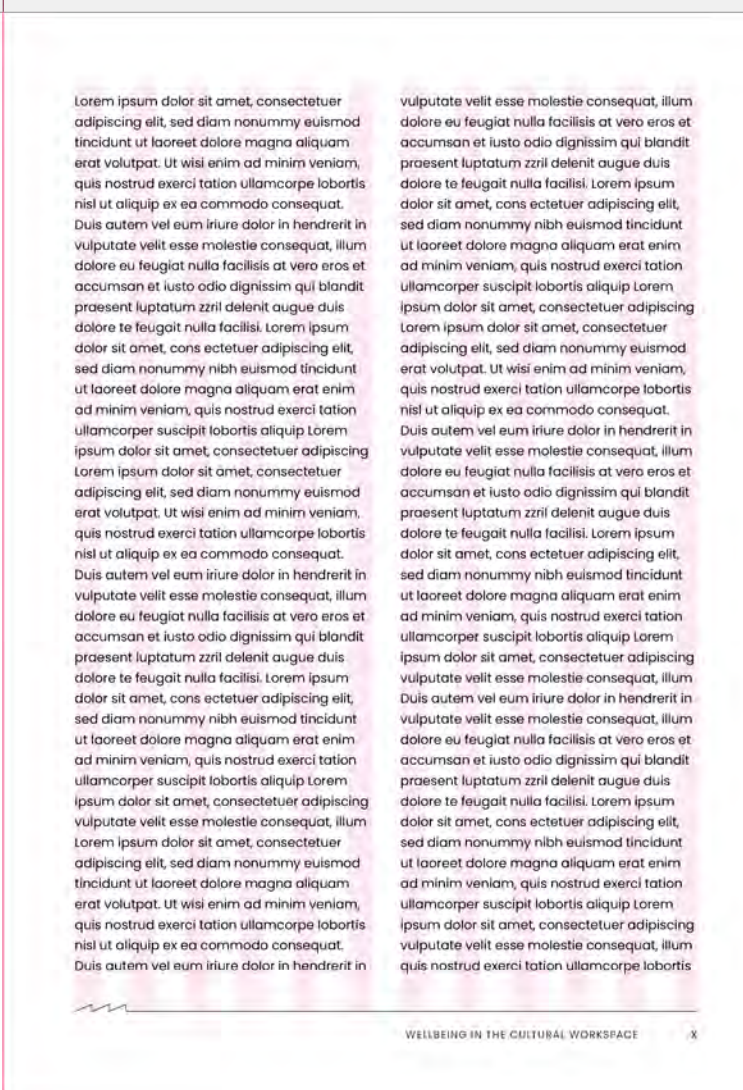 Lorem ipsum dolor sit amet, consectetuer
adipiscing elit, sed diam nonummy euismod
tincidunt ut laoreet dolore magna aliquam
erat volutpat. Ut wisi enim ad minim veniam,
quis nostrud exerci tation ullamcorpe lobortis
nisl ut aliquip ex ea commodo consequat.
Duis autem vel eum iriure dolor in hendrerit in
vulputate velit esse molestie consequat, illum
dolore eu feugiat nulla facilisis at vero eros et
accumsan et iusto odio dignissim qui blandit
praesent luptatum zzril delenit augue duis
dolore te feugait nulla facilisi. Lorem ipsum
dolor sit amet, cons ectetuer adipiscing elit,
sed diam nonummy nibh euismod tincidunt
ut laoreet dolore magna aliquam erat enim
ad minim veniam, quis nostrud exerci tation
ullamcorper suscipit lobortis aliquip Lorem
ipsum dolor sit amet, consectetuer adipiscing
Lorem ipsum dolor sit amet, consectetuer
adipiscing elit, sed diam nonummy euismod
erat volutpat. Ut wisi enim ad minim veniam,
quis nostrud exerci tation ullamcorpe lobortis
nisl ut aliquip ex ea commodo consequat.
Duis autem vel eum iriure dolor in hendrerit in
vulputate velit esse molestie consequat, illum
dolore eu feugiat nulla facilisis at vero eros et
accumsan et iusto odio dignissim qui blandit
praesent luptatum zzril delenit augue duis
dolore te feugait nulla facilisi. Lorem ipsum
dolor sit amet, cons ectetuer adipiscing elit,
sed diam nonummy nibh euismod tincidunt
ut laoreet dolore magna aliquam erat enim
ad minim veniam, quis nostrud exerci tation
ullamcorper suscipit lobortis aliquip Lorem
ipsum dolor sit amet, consectetuer adipiscing
vulputate velit esse molestie consequat, illum
Lorem ipsum dolor sit amet, consectetuer
adipiscing elit, sed diam nonummy euismod
tincidunt ut laoreet dolore magna aliquam
erat volutpat. Ut wisi enim ad minim veniam,
quis nostrud exerci tation ullamcorpe lobortis
nisl ut aliquip ex ea commodo consequat.
Duis autem vel eum iriure dolor in hendrerit in
vulputate velit esse molestie consequat, illum
dolore eu feugiat nulla facilisis at vero eros et
accumsan et iusto odio dignissim qui blandit
praesent luptatum zzril delenit augue duis
dolore te feugait nulla facilisi. Lorem ipsum
dolor sit amet, cons ectetuer adipiscing elit,
sed diam nonummy nibh euismod tincidunt
ut laoreet dolore magna aliquam erat enim
ad minim veniam, quis nostrud exerci tation
ullamcorper suscipit lobortis aliquip Lorem
ipsum dolor sit amet, consectetuer adipiscing
Lorem ipsum dolor sit amet, consectetuer
adipiscing elit, sed diam nonummy euismod
erat volutpat. Ut wisi enim ad minim veniam,
quis nostrud exerci tation ullamcorpe lobortis
nisl ut aliquip ex ea commodo consequat.
Duis autem vel eum iriure dolor in hendrerit in
vulputate velit esse molestie consequat, illum
dolore eu feugiat nulla facilisis at vero eros et
accumsan et iusto odio dignissim qui blandit
praesent luptatum zzril delenit augue duis
dolore te feugait nulla facilisi. Lorem ipsum
dolor sit amet, cons ectetuer adipiscing elit,
sed diam nonummy nibh euismod tincidunt
ut laoreet dolore magna aliquam erat enim
ad minim veniam, quis nostrud exerci tation
ullamcorper suscipit lobortis aliquip Lorem
ipsum dolor sit amet, consectetuer adipiscing
vulputate velit esse molestie consequat, illum
Duis autem vel eum iriure dolor in hendrerit in
vulputate velit esse molestie consequat, illum
dolore eu feugiat nulla facilisis at vero eros et
accumsan et iusto odio dignissim qui blandit
praesent luptatum zzril delenit augue duis
dolore te feugait nulla facilisi. Lorem ipsum
dolor sit amet, cons ectetuer adipiscing elit,
sed diam nonummy nibh euismod tincidunt
ut laoreet dolore magna aliquam erat enim
ad minim veniam, quis nostrud exerci tation
ullamcorper suscipit lobortis aliquip Lorem
ipsum dolor sit amet, consectetuer adipiscing
vulputate velit esse molestie consequat, illum
quis nostrud exerci tation ullamcorpe lobortis
WELLBEING IN THE CULTURAL WORKSPACE X